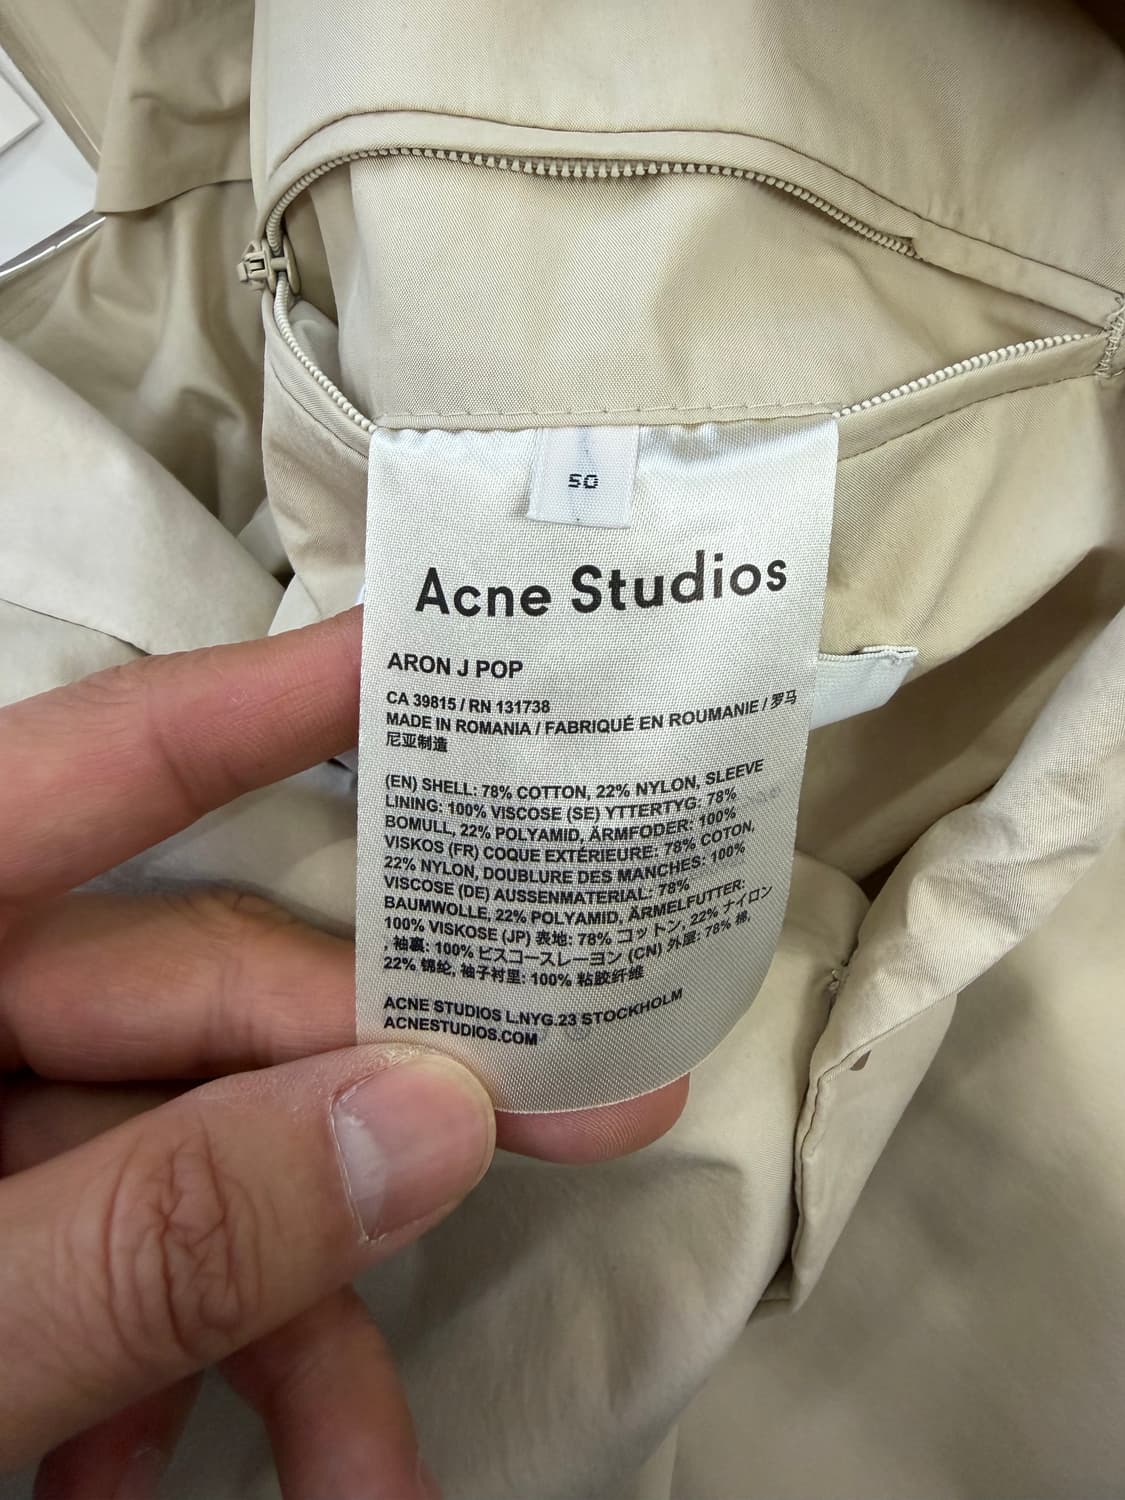 50
Acne Studios
ARON J POP
CA 39815 / RN 131738
MADE IN ROMANIA / FABRIQUÉ EN ROUMANIE / 罗马
尼亚制造
(EN) SHELL: 78% COTTON, 22% NYLON, SLEEVE
LINING: 100% VISCOSE (SE) YTTERTYG: 78%
BOMULL, 22% POLYAMID, ÄRMFODER: 100%
VISKOS (FR) COQUE EXTÉRIEURE: 78% COTON,
22% NYLON, DOUBLURE DES MANCHES: 100%
VISCOSE (DE) AUSSENMATERIAL: 78%
BAUMWOLLE, 22% POLYAMID, ÄRMELFUTTER:
100% VISKOSE (JP) 表地: 78% コットン, 22% ナイロン
, 袖裏: 100% ビスコースレーヨン (CN) 外层: 78% 棉,
22% 锦纶, 袖子衬里: 100% 粘胶纤维
ACNE STUDIOS L.NYG.23 STOCKHOLM
ACNESTUDIOS.COM